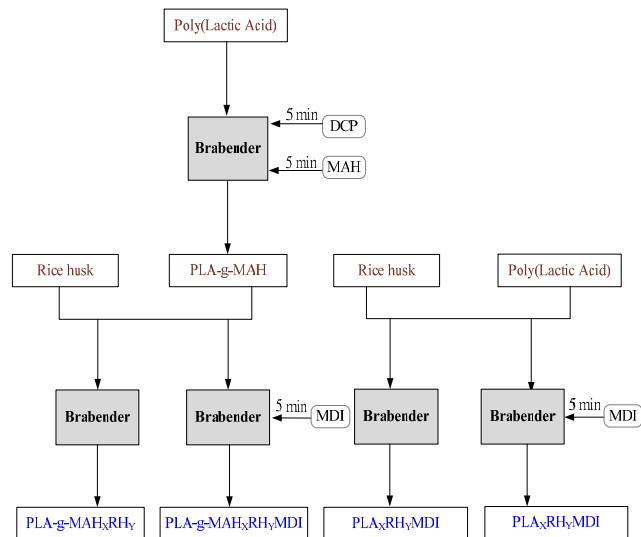 Poly(Lactic Acid)
5 min
DCP
Brabender
5 min
MAH
Rice husk
PLA-g-MAH
Rice husk
Poly(Lactic Acid)
Brabender
Brabender
5 min
MDI
Brabender
Brabender
5 min
MDI
PLA-g-MAHXRHY
PLA-g-MAHXRHYMDI
PLAXRHYMDI
PLAXRHYMDI